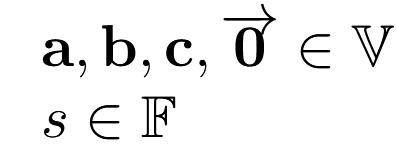 𝐚, 𝐛, 𝐜, 𝟎⃗ ∈ 𝕍
s ∈ 𝔽